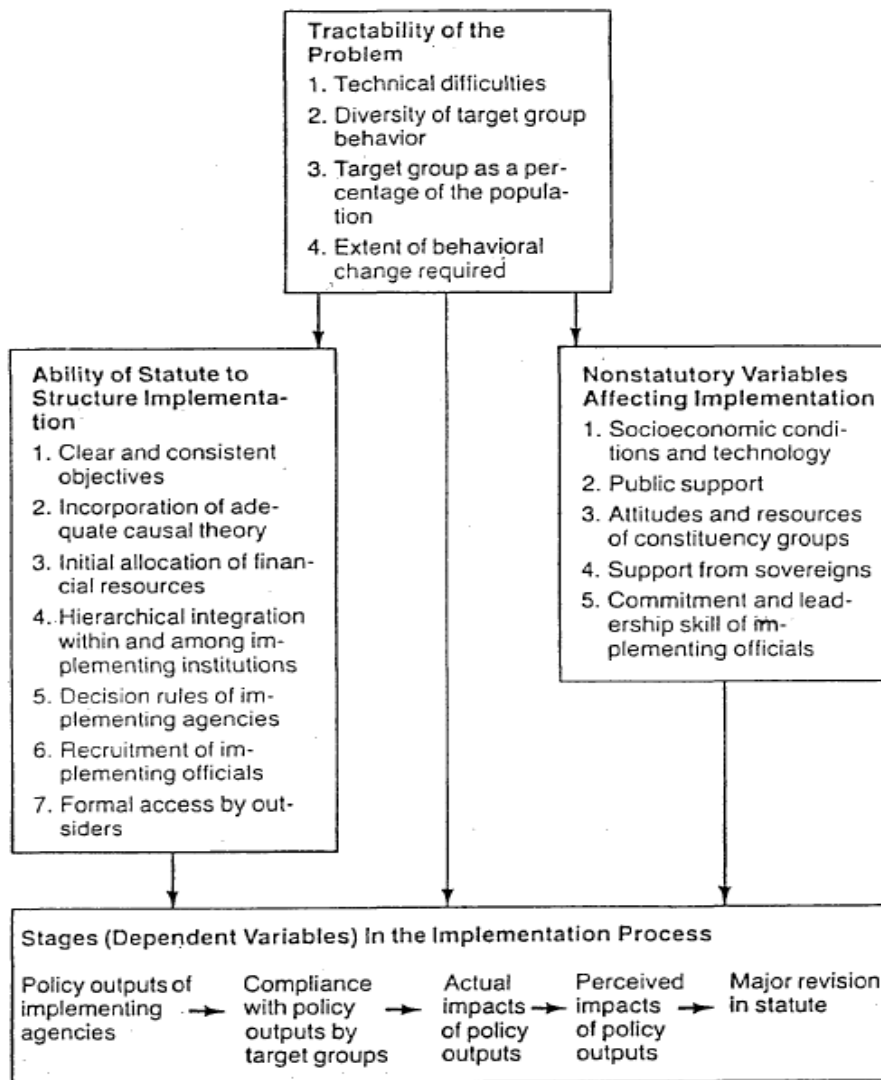 Tractability of the
Problem
1. Technical difficulties
2. Diversity of target group
behavior
3. Target group as a per-
centage of the popula-
tion
4. Extent of behavioral
change required
Ability of Statute to
Structure Implementa-
tion
1. Clear and consistent
objectives
2. Incorporation of ade-
quate causal theory
3. Initial allocation of finan-
cial resources
4. Hierarchical integration
within and among im-
plementing institutions
5. Decision rules of im-
plementing agencies
6. Recruitment of im-
plementing officials
7. Formal access by out-
siders
Nonstatutory Variables
Affecting Implementation
1. Socioeconomic condi-
tions and technology
2. Public support
3. Attitudes and resources
of constituency groups
4. Support from sovereigns
5. Commitment and lead-
ership skill of im-
plementing officials
Stages (Dependent Variables) In the Implementation Process
Policy outputs of
implementing
agencies
Compliance
with policy
outputs by
target groups
Actual
impacts
of policy
outputs
Perceived
impacts
of policy
outputs
Major revision
in statute